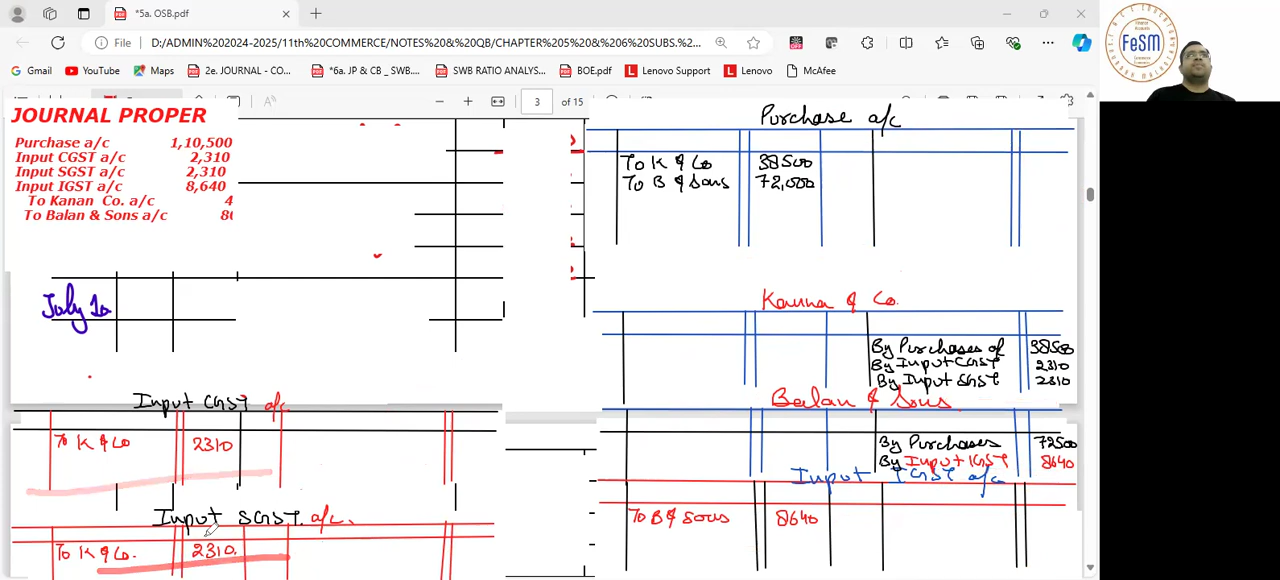 *5a. OSB.pdf
File
D:/ADMIN%202024-2025/11th%20COMMERCE/NOTES%20&%20QB/CHAPTER%205%20&%206%20SUBS.%...
Gmail
YouTube
Maps
2e. JOURNAL - CO...
*6a. JP & CB _ SWB....
SWB RATIO ANALYS...
BOE.pdf
Lenovo Support
Lenovo
McAfee
3 of 15
FeSM
JOURNAL PROPER
Purchase a/c 1,10,500
Input CGST a/c 2,310
Input SGST a/c 2,310
Input IGST a/c 8,640
To Kanan Co. a/c 4
To Balan & Sons a/c 8
July 10
Input CGST a/c
To K & Co 2310
Input SGST a/c.
To K & Co. 2310.
Purchase a/c
To K & Co 38500
To B & Sons 72,000
Kanna & Co.
By Purchases 38500
By Input CGST 2310
By Input SGST 2310
Balan & Sons
By Purchases 72500
By Input IGST 8640
Input IGST a/c
To B & Sons 8640